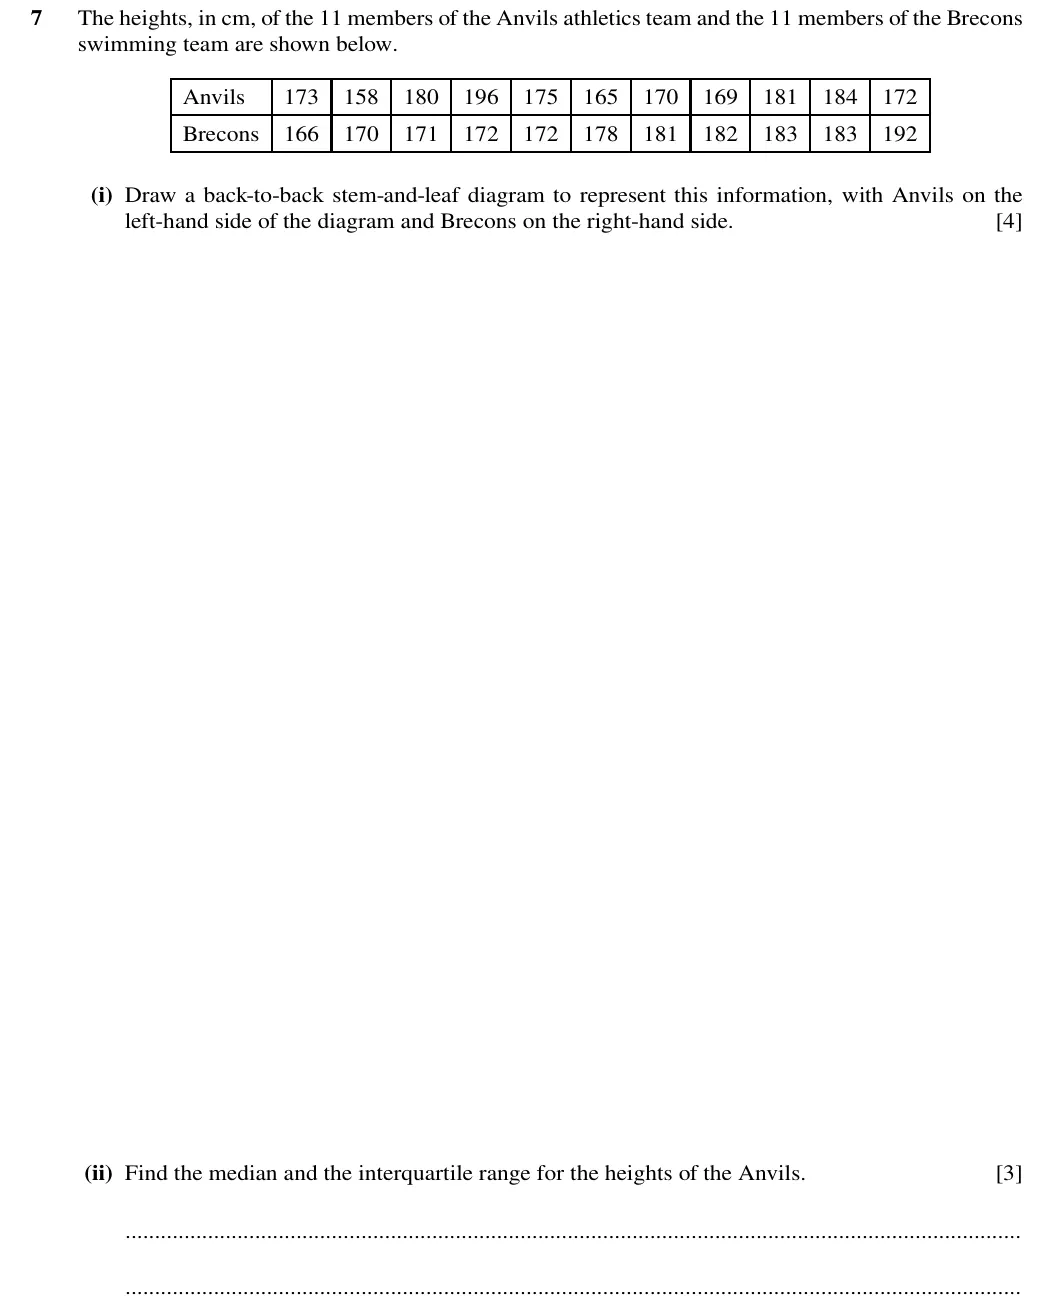 7 The heights, in cm, of the 11 members of the Anvils athletics team and the 11 members of the Brecons
swimming team are shown below.
Anvils 173 158 180 196 175 165 170 169 181 184 172
Brecons 166 170 171 172 172 178 181 182 183 183 192
(i) Draw a back-to-back stem-and-leaf diagram to represent this information, with Anvils on the
left-hand side of the diagram and Brecons on the right-hand side. [4]
(ii) Find the median and the interquartile range for the heights of the Anvils. [3]